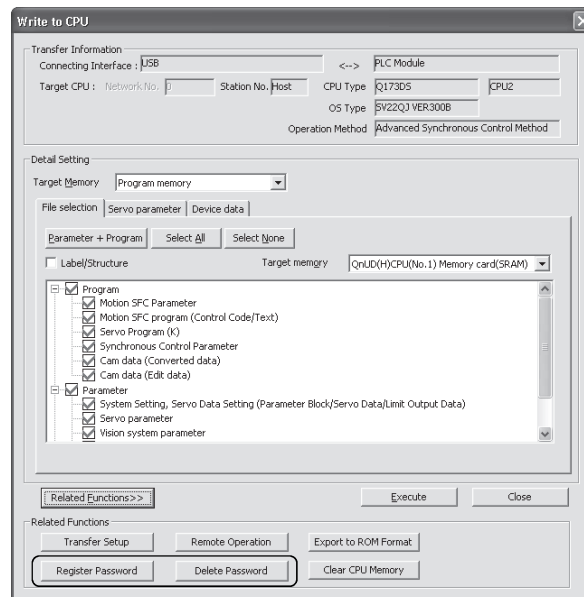 Write to CPU
Transfer Information
Connecting Interface : USB <--> PLC Module
Target CPU : Network No. 0 Station No. Host CPU Type Q173DS CPU2
OS Type SV22QJ VER300B
Operation Method Advanced Synchronous Control Method
Detail Setting
Target Memory Program memory
File selection Servo parameter Device data
Parameter + Program Select All Select None
Label/Structure Target memory QnUD(H)CPU(No.1) Memory card(SRAM)
Program
Motion SFC Parameter
Motion SFC program (Control Code/Text)
Servo Program (K)
Synchronous Control Parameter
Cam data (Converted data)
Cam data (Edit data)
Parameter
System Setting, Servo Data Setting (Parameter Block/Servo Data/Limit Output Data)
Servo parameter
Vision system parameter
Related Functions>> Execute Close
Related Functions
Transfer Setup Remote Operation Export to ROM Format
Register Password Delete Password Clear CPU Memory